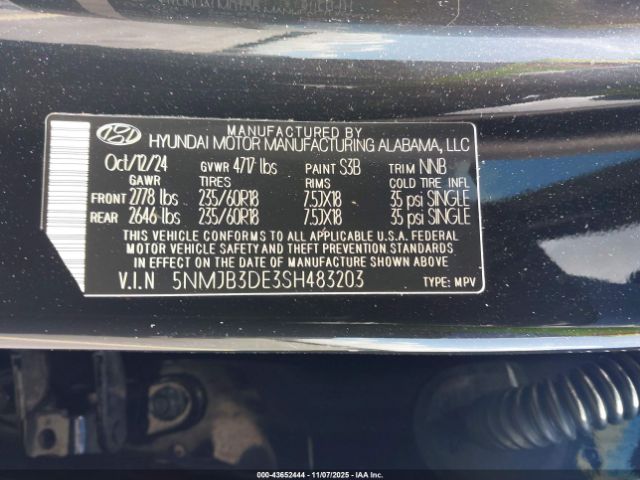 MANUFACTURED BY
HYUNDAI MOTOR MANUFACTURING ALABAMA, LLC
Oct/12/24 GVWR 4717 lbs PAINT S3B TRIM NNB
GAWR TIRES RIMS COLD TIRE INFL
FRONT 2778 lbs 235/60R18 7.5JX18 35 psi SINGLE
REAR 2646 lbs 235/60R18 7.5JX18 35 psi SINGLE
THIS VEHICLE CONFORMS TO ALL APPLICABLE U.S.A. FEDERAL
MOTOR VEHICLE SAFETY AND THEFT PREVENTION STANDARDS
IN EFFECT ON THE DATE OF MANUFACTURE SHOWN ABOVE.
V.I.N 5NMJB3DE3SH483203 TYPE: MPV
000-43652444 - 11/07/2025 - IAAI.COM